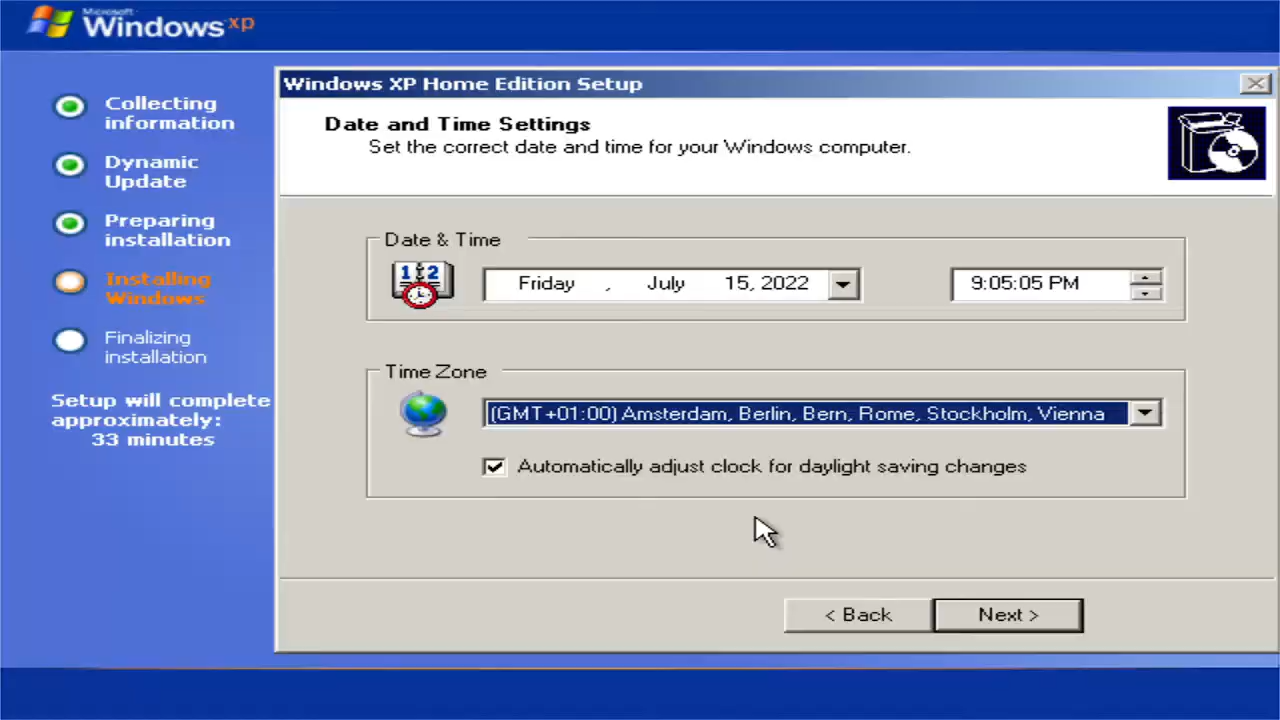 Microsoft
Windows xp
Collecting
information
Dynamic
Update
Preparing
installation
Installing
Windows
Finalizing
installation
Setup will complete
approximately:
33 minutes
Windows XP Home Edition Setup
Date and Time Settings
Set the correct date and time for your Windows computer.
Date & Time
12
Friday , July 15, 2022
9:05:05 PM
Time Zone
(GMT+01:00) Amsterdam, Berlin, Bern, Rome, Stockholm, Vienna
Automatically adjust clock for daylight saving changes
< Back
Next >